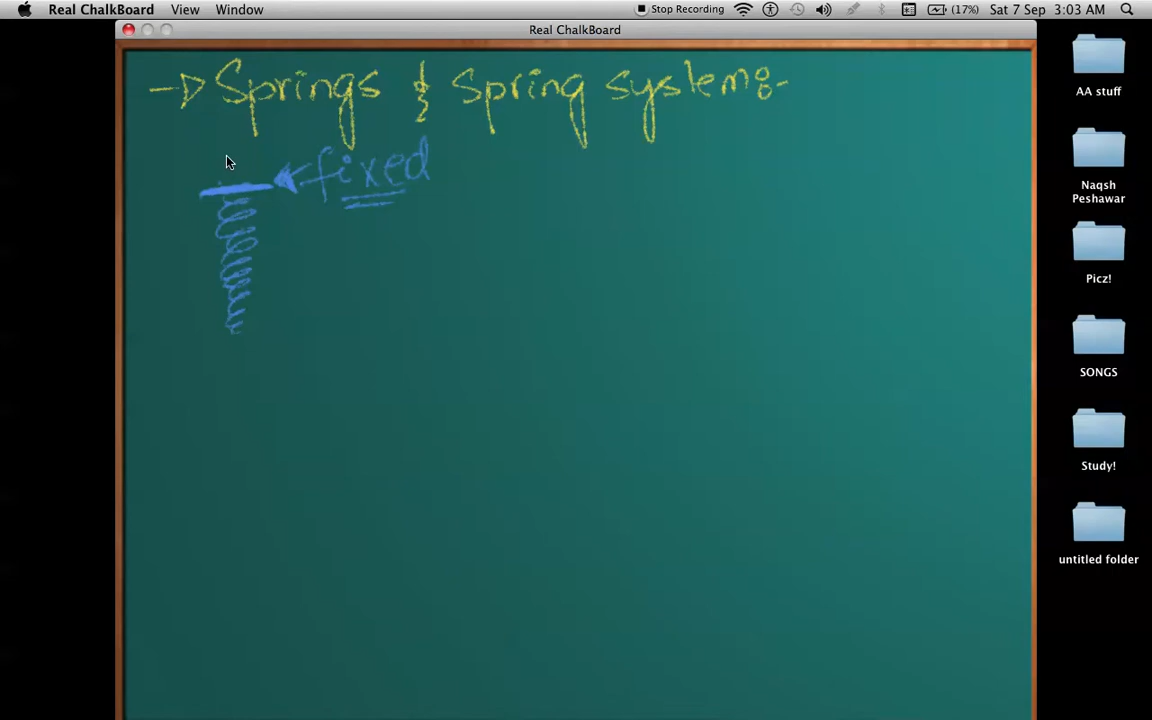 Real ChalkBoard View Window Stop Recording (17%) Sat 7 Sep 3:03 AM
Real ChalkBoard
Springs & Spring system:-
fixed
AA stuff
Naqsh
Peshawar
Picz!
SONGS
Study!
untitled folder